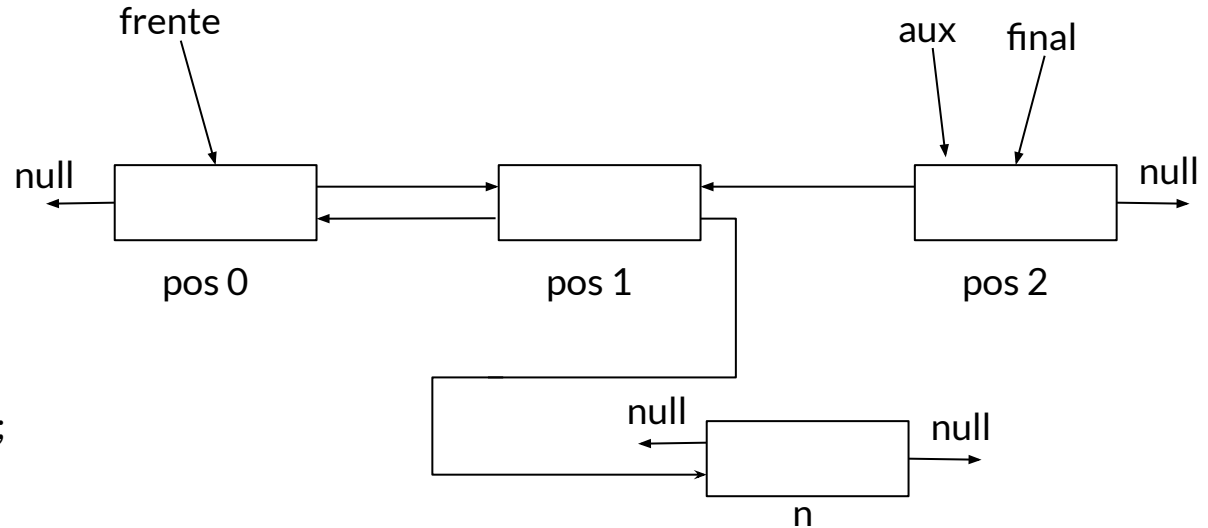 frente
aux
final
null
null
pos 0
pos 1
pos 2
;
null
null
n